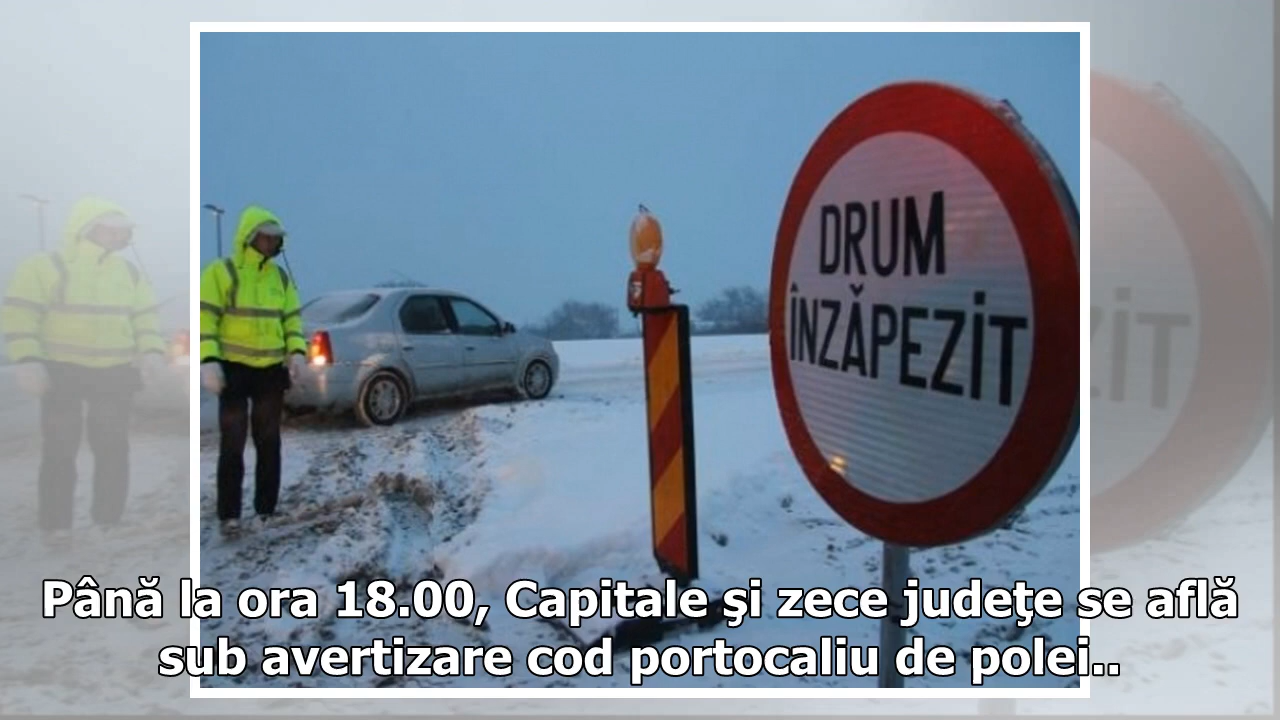 DRUM
ÎNZĂPEZIT
Până la ora 18.00, Capitale şi zece judeţe se află
sub avertizare cod portocaliu de polei..